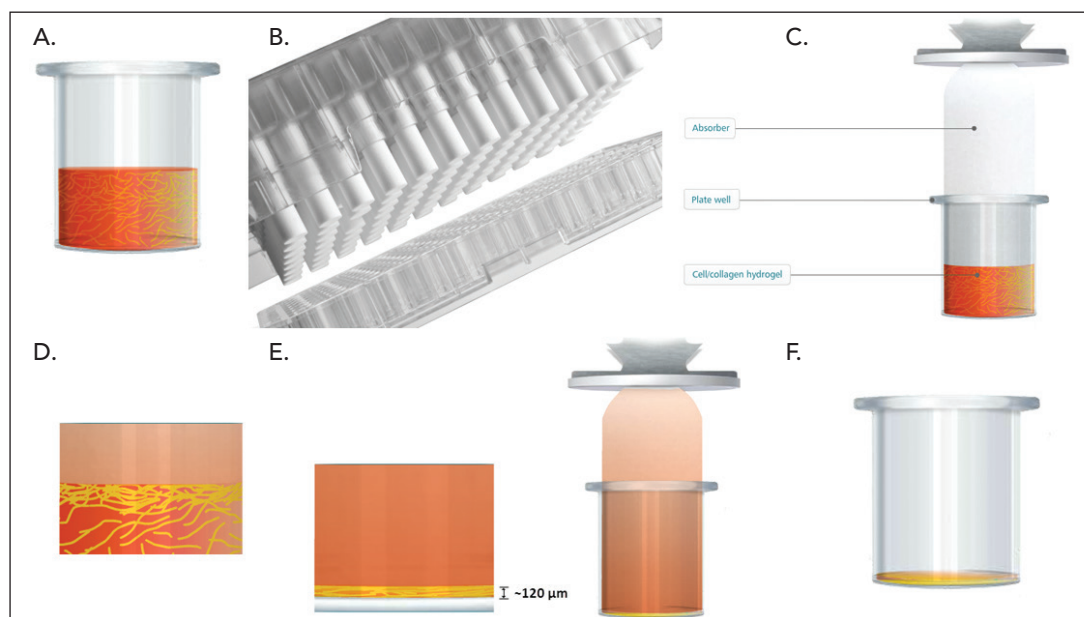 A.
B.
C.
Absorber
Plate well
Cell/collagen hydrogel
D.
E.
F.
~120 µm